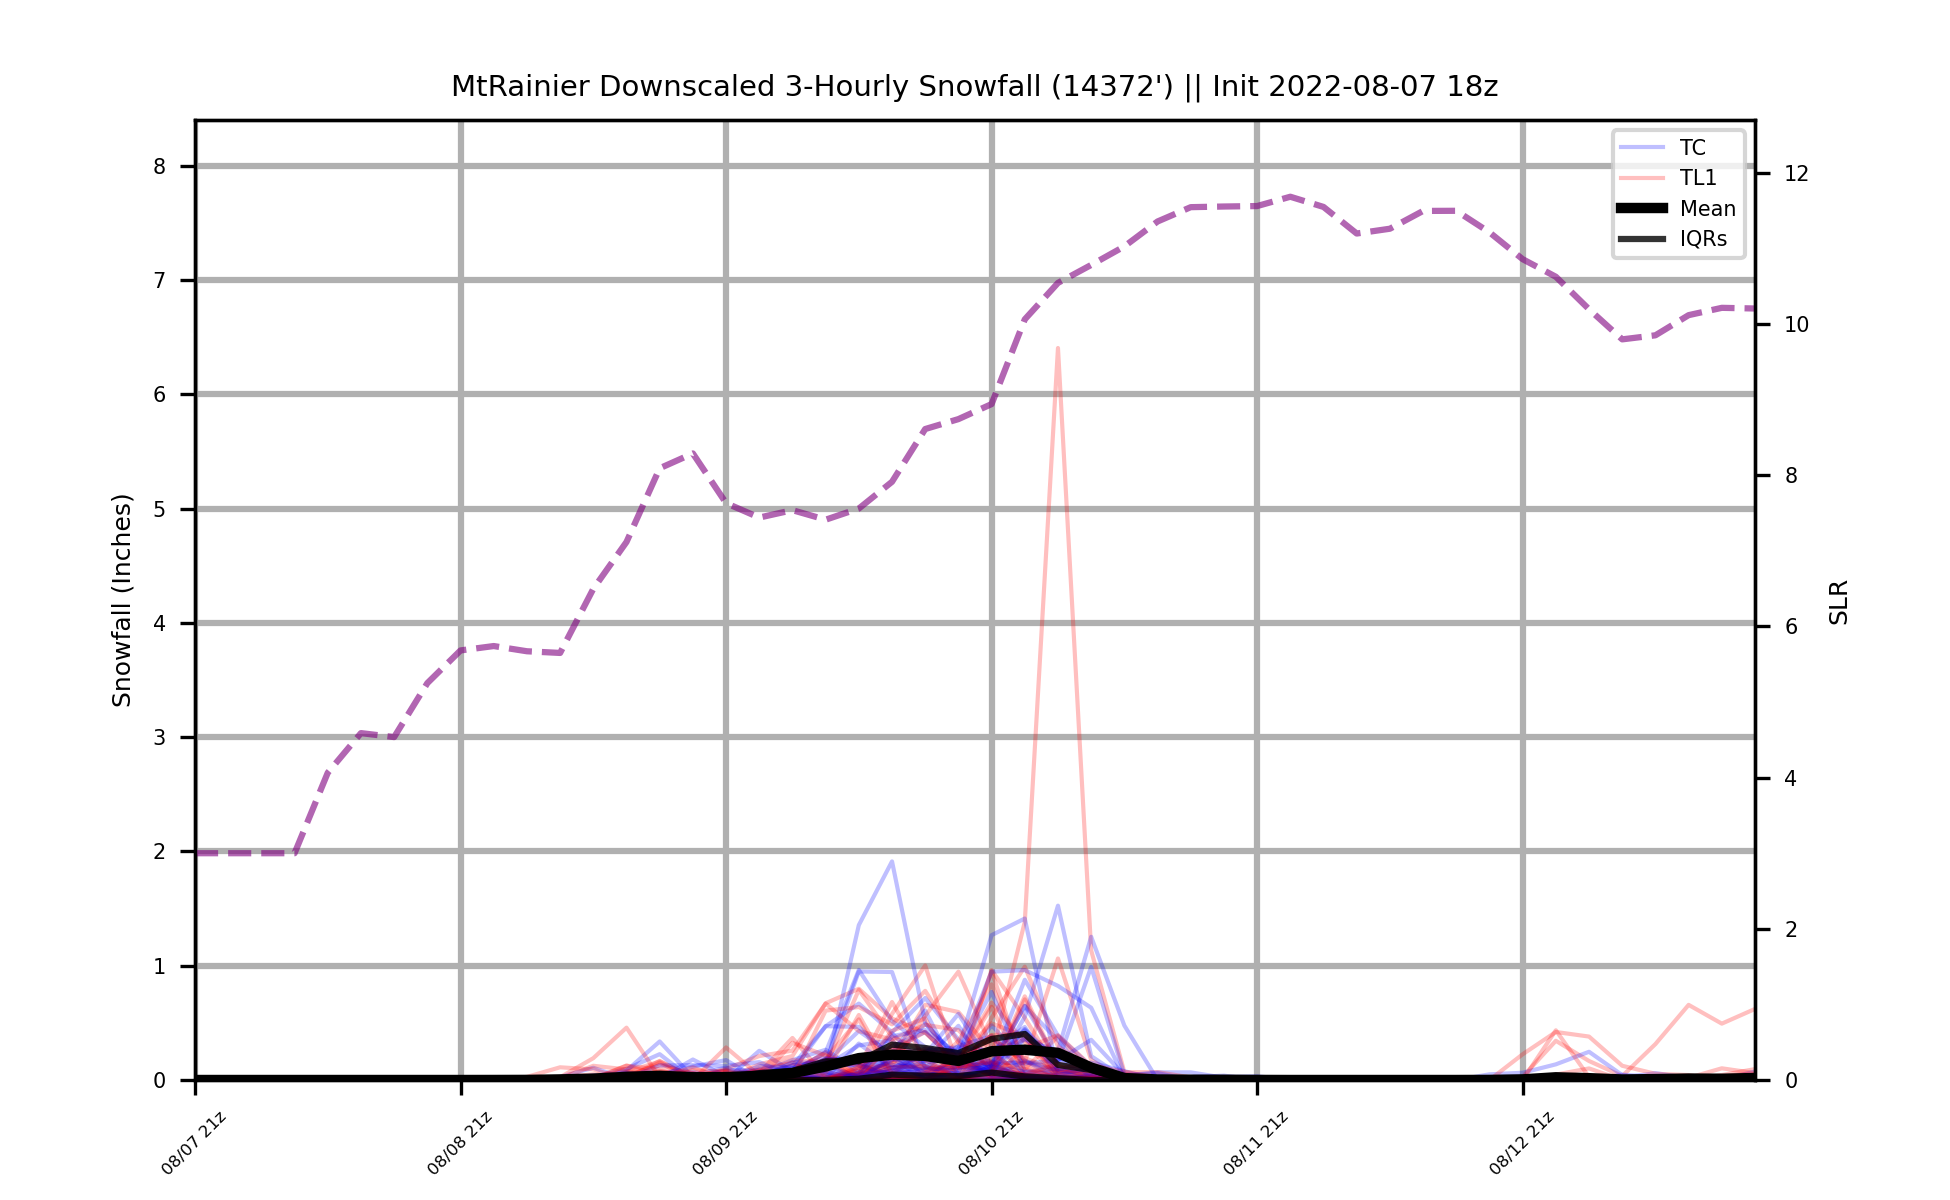 MtRainier Downscaled 3-Hourly Snowfall (14372') || Init 2022-08-07 18z
TC
TL1
Mean
IQRs
Snowfall (Inches)
8
7
6
5
4
3
2
1
0
12
10
8
6
4
2
0
SLR
08/07 21z
08/08 21z
08/09 21z
08/10 21z
08/11 21z
08/12 21z